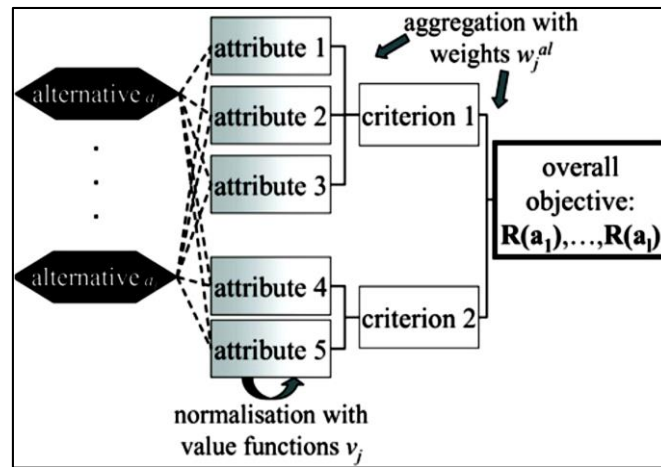 attribute 1
attribute 2
attribute 3
attribute 4
attribute 5
alternative a
.
.
.
alternative a
aggregation with
weights w_j^al
criterion 1
criterion 2
overall
objective:
R(a₁),…,R(a_l)
normalisation with
value functions v_j